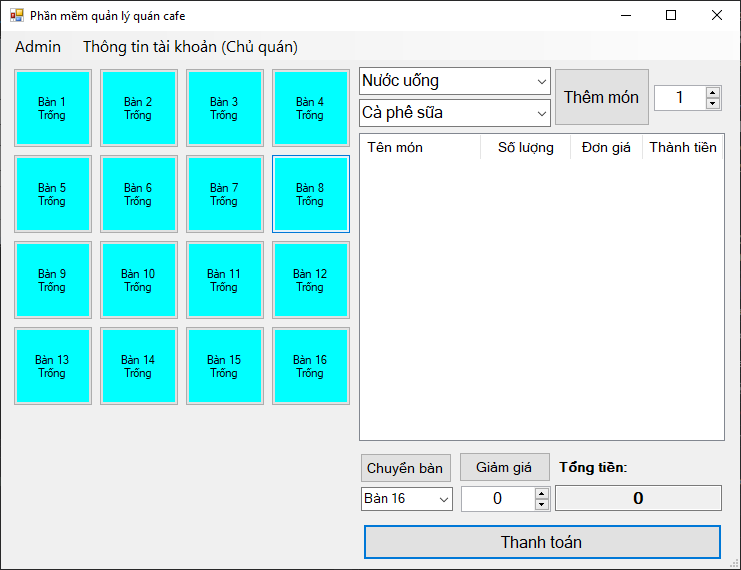 Phần mềm quản lý quán cafe
Admin Thông tin tài khoản (Chủ quán)
Bàn 1
Trống
Bàn 2
Trống
Bàn 3
Trống
Bàn 4
Trống
Bàn 5
Trống
Bàn 6
Trống
Bàn 7
Trống
Bàn 8
Trống
Bàn 9
Trống
Bàn 10
Trống
Bàn 11
Trống
Bàn 12
Trống
Bàn 13
Trống
Bàn 14
Trống
Bàn 15
Trống
Bàn 16
Trống
Nước uống
Cà phê sữa
Thêm món
1
Tên món Số lượng Đơn giá Thành tiền
Chuyển bàn Giảm giá Tổng tiền:
Bàn 16 0 0
Thanh toán